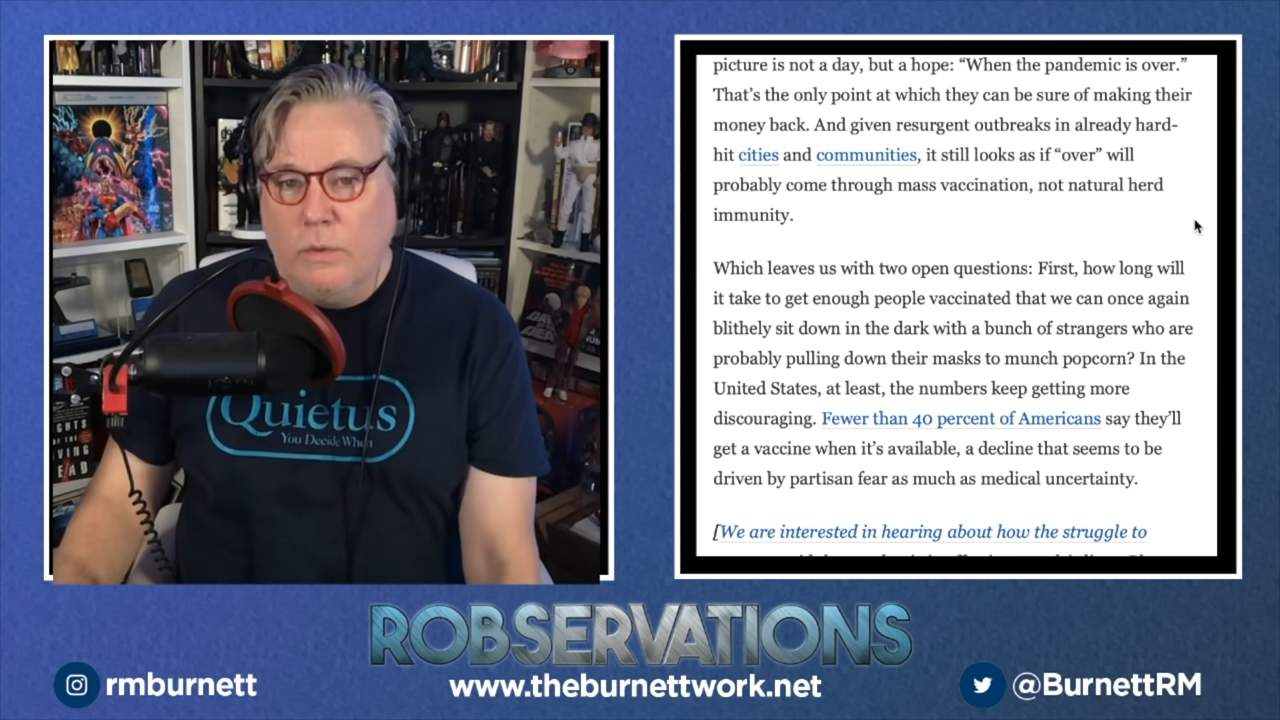 picture is not a day, but a hope: “When the pandemic is over.”
That’s the only point at which they can be sure of making their
money back. And given resurgent outbreaks in already hard-
hit cities and communities, it still looks as if “over” will
probably come through mass vaccination, not natural herd
immunity.
Which leaves us with two open questions: First, how long will
it take to get enough people vaccinated that we can once again
blithely sit down in the dark with a bunch of strangers who are
probably pulling down their masks to munch popcorn? In the
United States, at least, the numbers keep getting more
discouraging. Fewer than 40 percent of Americans say they’ll
get a vaccine when it’s available, a decline that seems to be
driven by partisan fear as much as medical uncertainty.
[We are interested in hearing about how the struggle to
Quietus
You Decide When
ROBSERVATIONS
rmburnett
www.theburnettwork.net
@BurnettRM